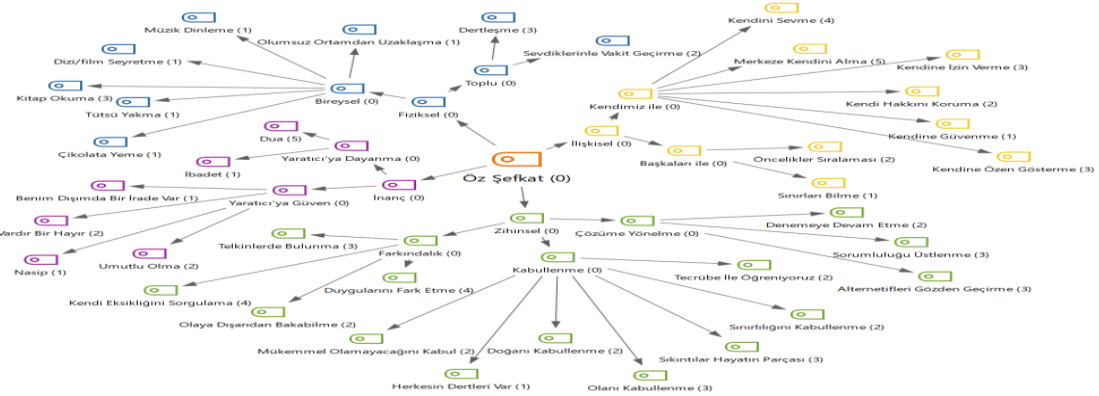 Müzik Dinleme (1)
Olumsuz Ortamdan Uzaklaşma (1)
Dertleşme (3)
Kendini Sevme (4)
Dizi/film Seyretme (1)
Sevdiklerinle Vakit Geçirme (2)
Merkeze Kendini Alma (5)
Kendine İzin Verme (3)
Kitap Okuma (3)
Tütsü Yakma (1)
Bireysel (0)
Toplu (0)
Kendimiz ile (0)
Kendi Hakkını Koruma (2)
Fiziksel (0)
Kendine Güvenme (1)
Çikolata Yeme (1)
Dua (5)
Yaratıcı'ya Dayanma (0)
İlişkisel (0)
Başkaları ile (0)
Öncelikler Sıralaması (2)
Kendine Özen Gösterme (3)
İbadet (1)
Öz Şefkat (0)
Benim Dışımda Bir İrade Var (1)
Yaratıcı'ya Güven (0)
İnanç (0)
Sınırları Bilme (1)
Vardır Bir Hayır (2)
Telkinlerde Bulunma (3)
Zihinsel (0)
Çözüme Yönelme (0)
Denemeye Devam Etme (2)
Nasip (1)
Umutlu Olma (2)
Farkındalık (0)
Kabullenme (0)
Sorumluluğu Üstlenme (3)
Kendi Eksikliğini Sorgulama (4)
Duygularını Fark Etme (4)
Tecrübe İle Öğreniyoruz (2)
Alternetifleri Gözden Geçirme (3)
Olaya Dışarıdan Bakabilme (2)
Sınırlılığını Kabullenme (2)
Mükemmel Olamayacağını Kabul (2)
Doğanı Kabullenme (2)
Sıkıntılar Hayatın Parçası (3)
Herkesin Dertleri Var (1)
Olanı Kabullenme (3)